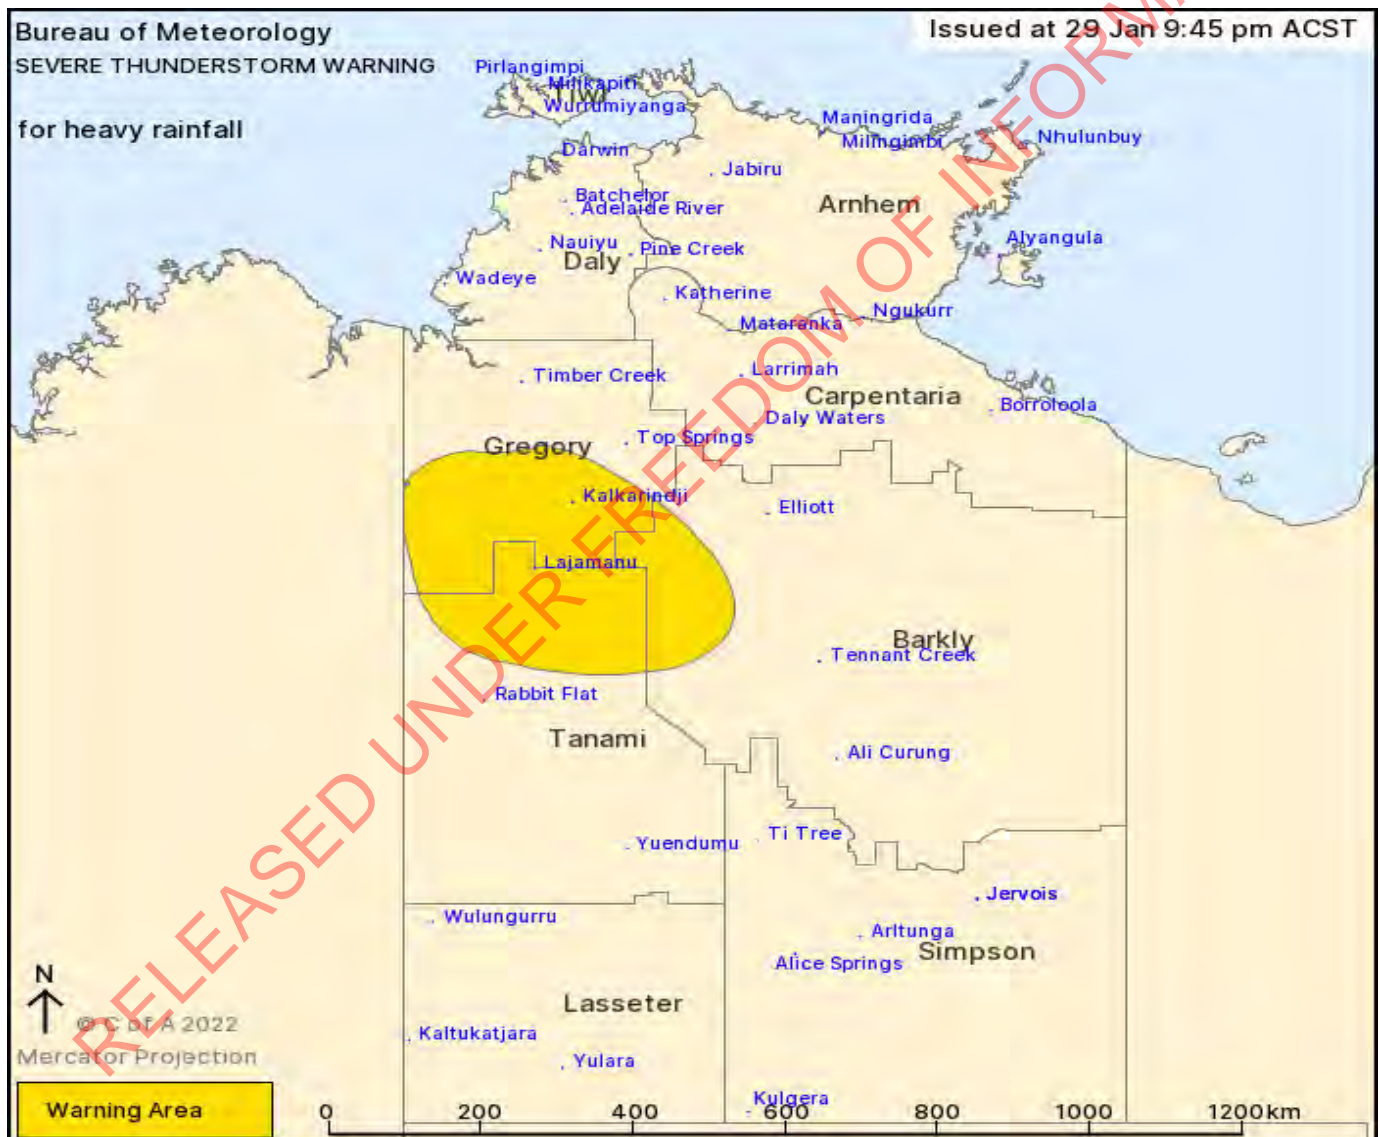 Bureau of Meteorology
Issued at 29 Jan 9:45 pm ACST
SEVERE THUNDERSTORM WARNING
for heavy rainfall
Pirlangimpi
Milikapiti
Tiwi
Wurrumiyanga
Maningrida
Milingimbi
Nhulunbuy
Darwin
Jabiru
Batchelor
Adelaide River
Arnhem
Nauiyu
Pine Creek
Daly
Alyangula
Wadeye
Katherine
Ngukurr
Mataranka
Timber Creek
Larrimah
Carpentaria
Borroloola
Daly Waters
Top Springs
Gregory
Kalkarindji
Elliott
Lajamanu
Barkly
Tennant Creek
Rabbit Flat
Tanami
Ali Curung
Yuendumu
Ti Tree
Jervois
Wulungurru
Arltunga
Simpson
Alice Springs
Lasseter
N
© C of A 2022
Kaltukatjara
Mercator Projection
Yulara
Kulgera
Warning Area
0 200 400 600 800 1000 1200km
RELEASED UNDER FREEDOM OF INFORMA